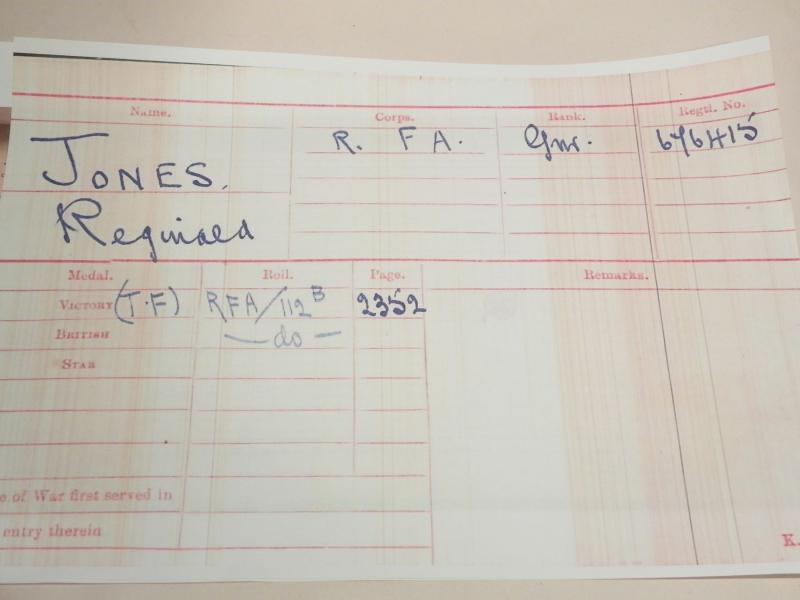 Name. Corps. Rank. Regtl. No.
JONES. R. F A. Gnr. 676415
Reginald
Medal. Roll. Page. Remarks.
VICTORY (T.F) RFA/112 B 2352
BRITISH — do —
STAR
e of War first served in
entry therein
K.